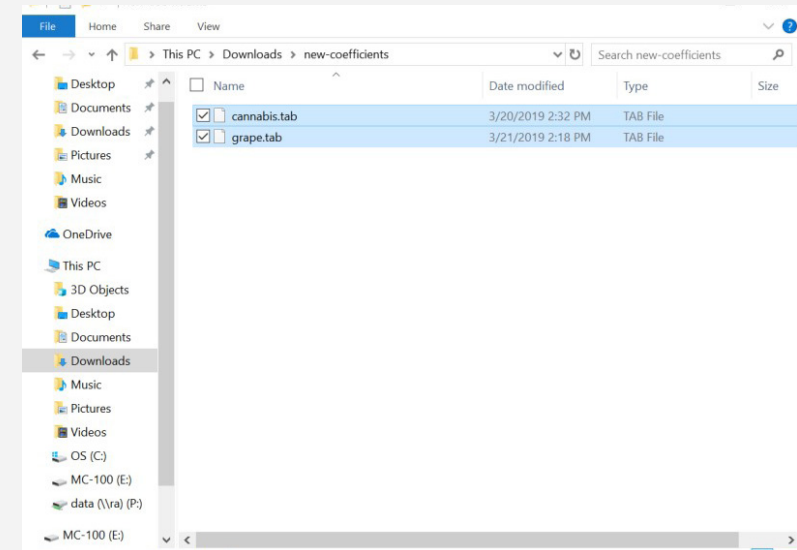 File Home Share View
This PC > Downloads > new-coefficients
Search new-coefficients
Name Date modified Type Size
cannabis.tab 3/20/2019 2:32 PM TAB File
grape.tab 3/21/2019 2:18 PM TAB File
Desktop
Documents
Downloads
Pictures
Music
Videos
OneDrive
This PC
3D Objects
Desktop
Documents
Downloads
Music
Pictures
Videos
OS (C:)
MC-100 (E:)
data (\\ra) (P:)
MC-100 (E:)